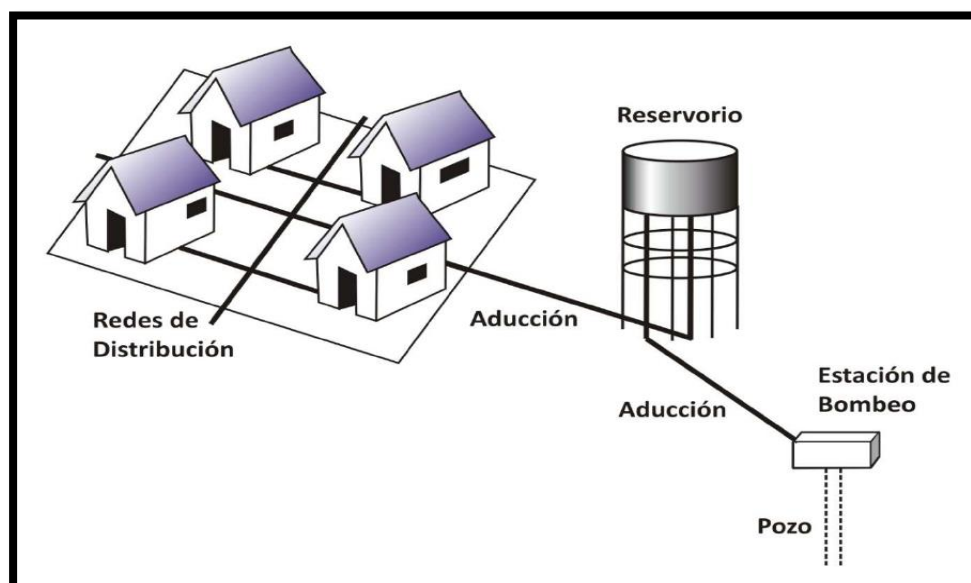 Reservorio
Redes de
Distribución
Aducción
Aducción
Estación de
Bombeo
Pozo